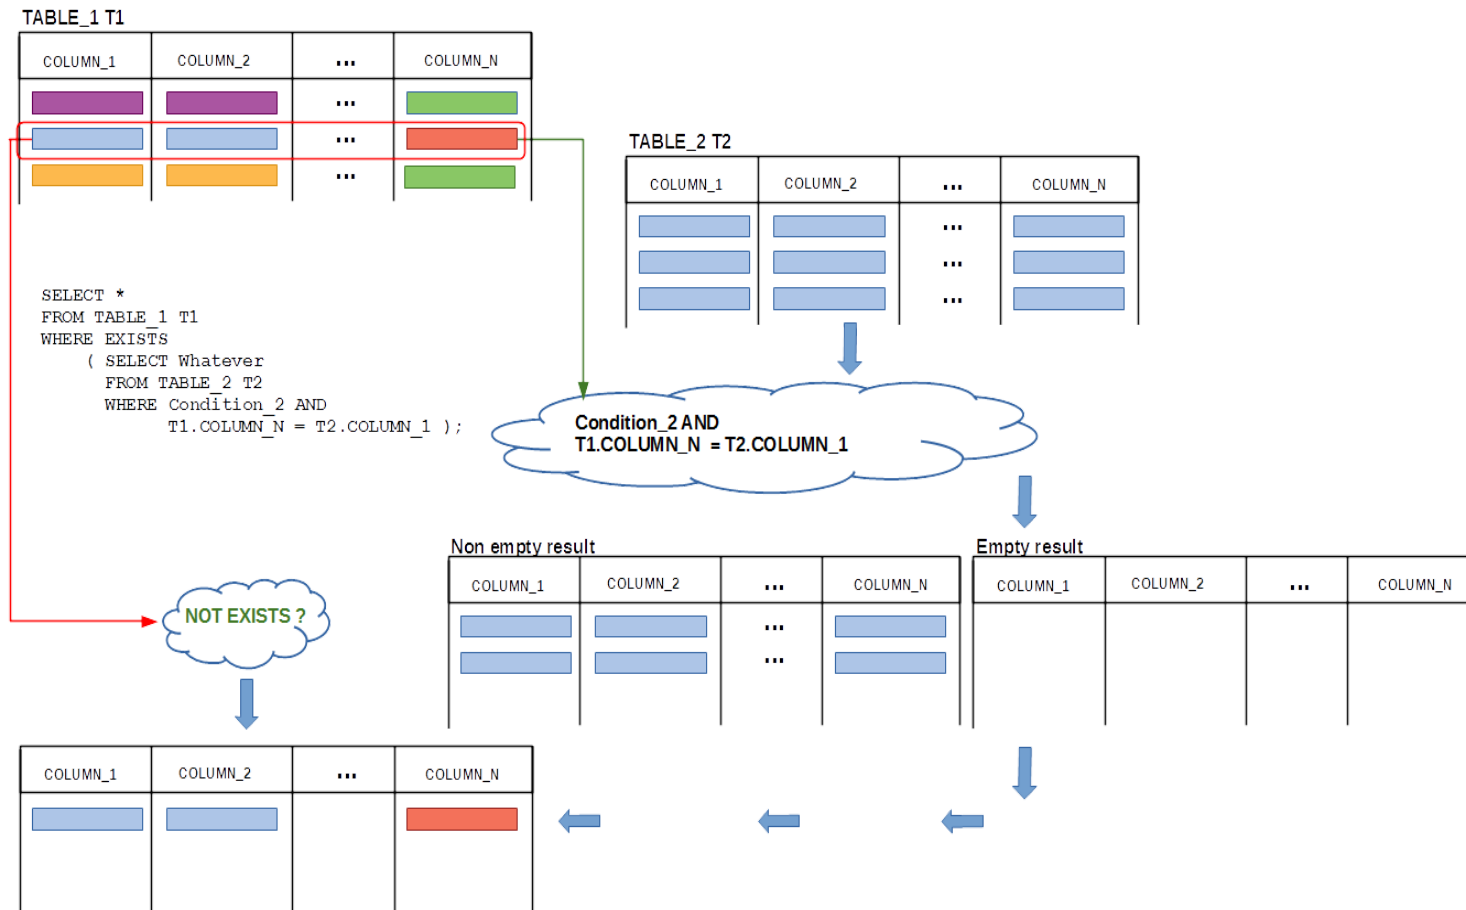 TABLE_1 T1
COLUMN_1 COLUMN_2 ... COLUMN_N
...
...
...
TABLE_2 T2
COLUMN_1 COLUMN_2 ... COLUMN_N
...
...
...
SELECT *
FROM TABLE_1 T1
WHERE EXISTS
( SELECT Whatever
FROM TABLE_2 T2
WHERE Condition_2 AND
T1.COLUMN_N = T2.COLUMN_1 );
Condition_2 AND
T1.COLUMN_N = T2.COLUMN_1
Non empty result
COLUMN_1 COLUMN_2 ... COLUMN_N
...
...
Empty result
COLUMN_1 COLUMN_2 ... COLUMN_N
NOT EXISTS ?
COLUMN_1 COLUMN_2 ... COLUMN_N